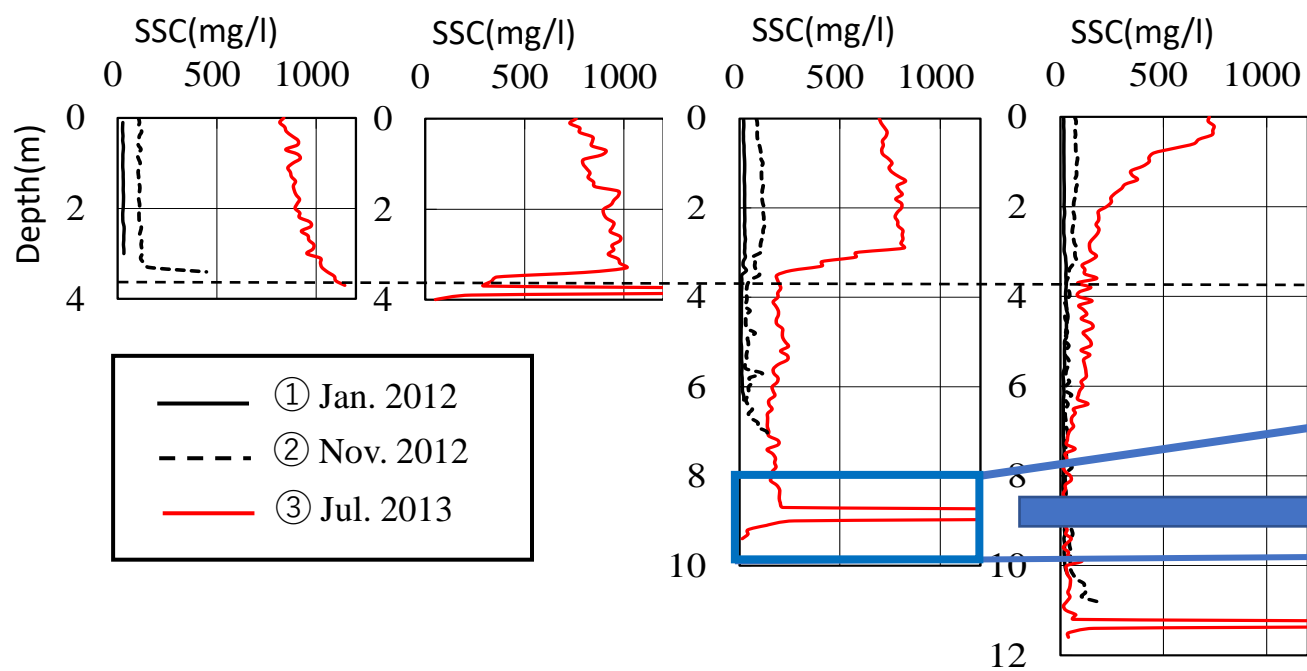 SSC(mg/l) SSC(mg/l) SSC(mg/l) SSC(mg/l)
0 500 1000 0 500 1000 0 500 1000 0 500 1000
Depth(m)
0 0 0 0
2 2 2 2
4 4 4 4
6 6
8 8
10 10
12
① Jan. 2012
② Nov. 2012
③ Jul. 2013